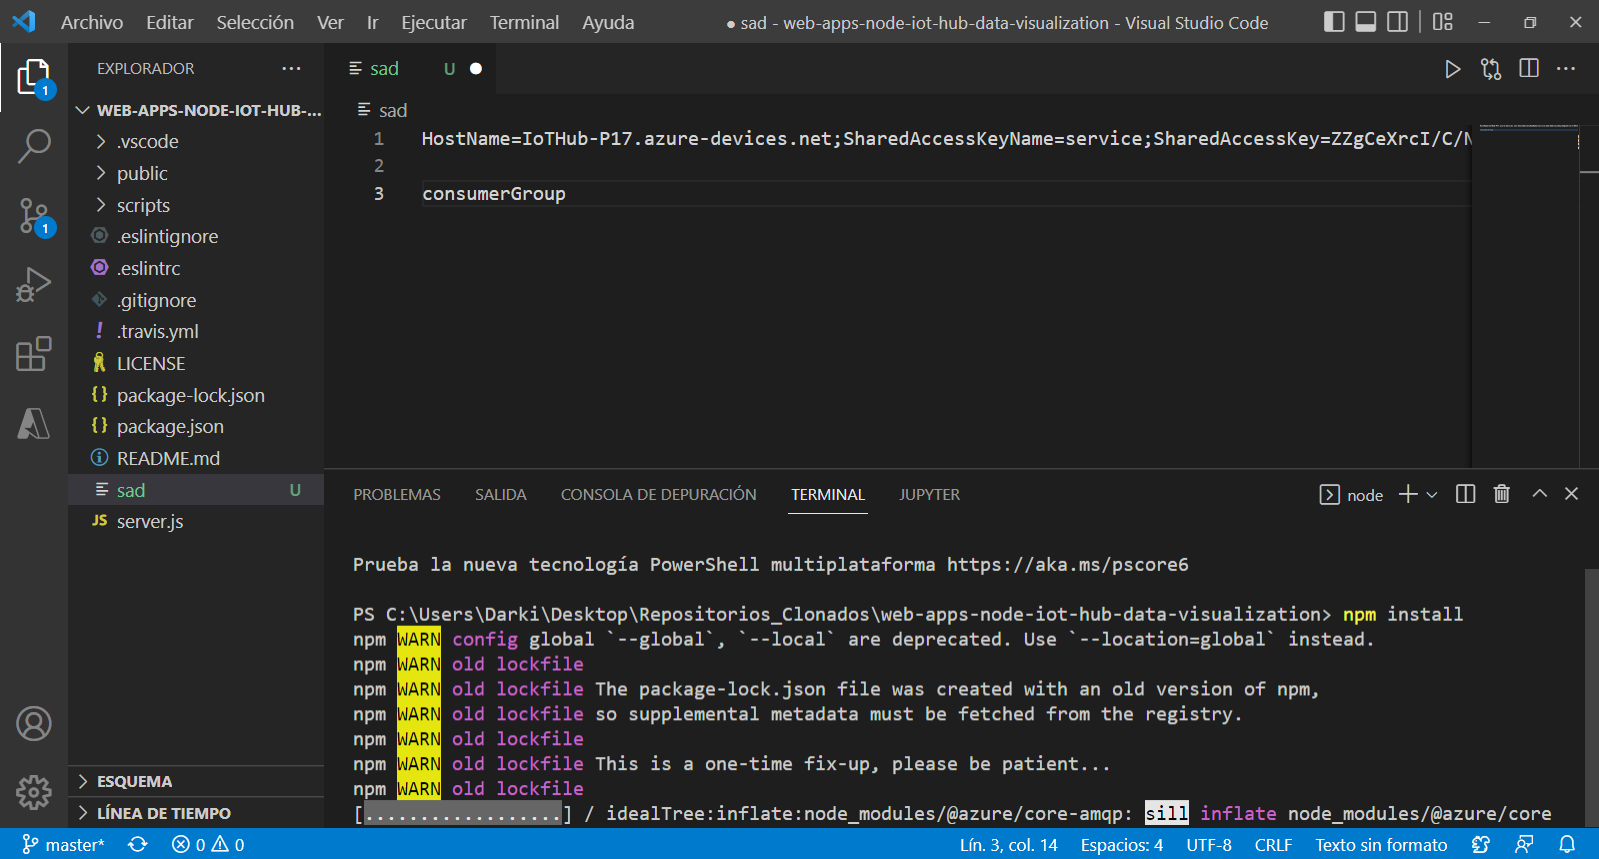 Archivo Editar Selección Ver Ir Ejecutar Terminal Ayuda ● sad - web-apps-node-iot-hub-data-visualization - Visual Studio Code
EXPLORADOR
WEB-APPS-NODE-IOT-HUB-...
.vscode
public
scripts
.eslintignore
.eslintrc
.gitignore
.travis.yml
LICENSE
package-lock.json
package.json
README.md
sad U
server.js
ESQUEMA
LÍNEA DE TIEMPO
1
1
sad U
sad
1 HostName=IoTHub-P17.azure-devices.net;SharedAccessKeyName=service;SharedAccessKey=ZZgCeXrcI/C/N
2
3 consumerGroup
PROBLEMAS SALIDA CONSOLA DE DEPURACIÓN TERMINAL JUPYTER node
Prueba la nueva tecnología PowerShell multiplataforma https://aka.ms/pscore6
PS C:\Users\Darki\Desktop\Repositorios_Clonados\web-apps-node-iot-hub-data-visualization> npm install
npm WARN config global `--global`, `--local` are deprecated. Use `--location=global` instead.
npm WARN old lockfile
npm WARN old lockfile The package-lock.json file was created with an old version of npm,
npm WARN old lockfile so supplemental metadata must be fetched from the registry.
npm WARN old lockfile
npm WARN old lockfile This is a one-time fix-up, please be patient...
npm WARN old lockfile
[..................] / idealTree:inflate:node_modules/@azure/core-amqp: sill inflate node_modules/@azure/core
master* 0 0 Lín. 3, col. 14 Espacios: 4 UTF-8 CRLF Texto sin formato